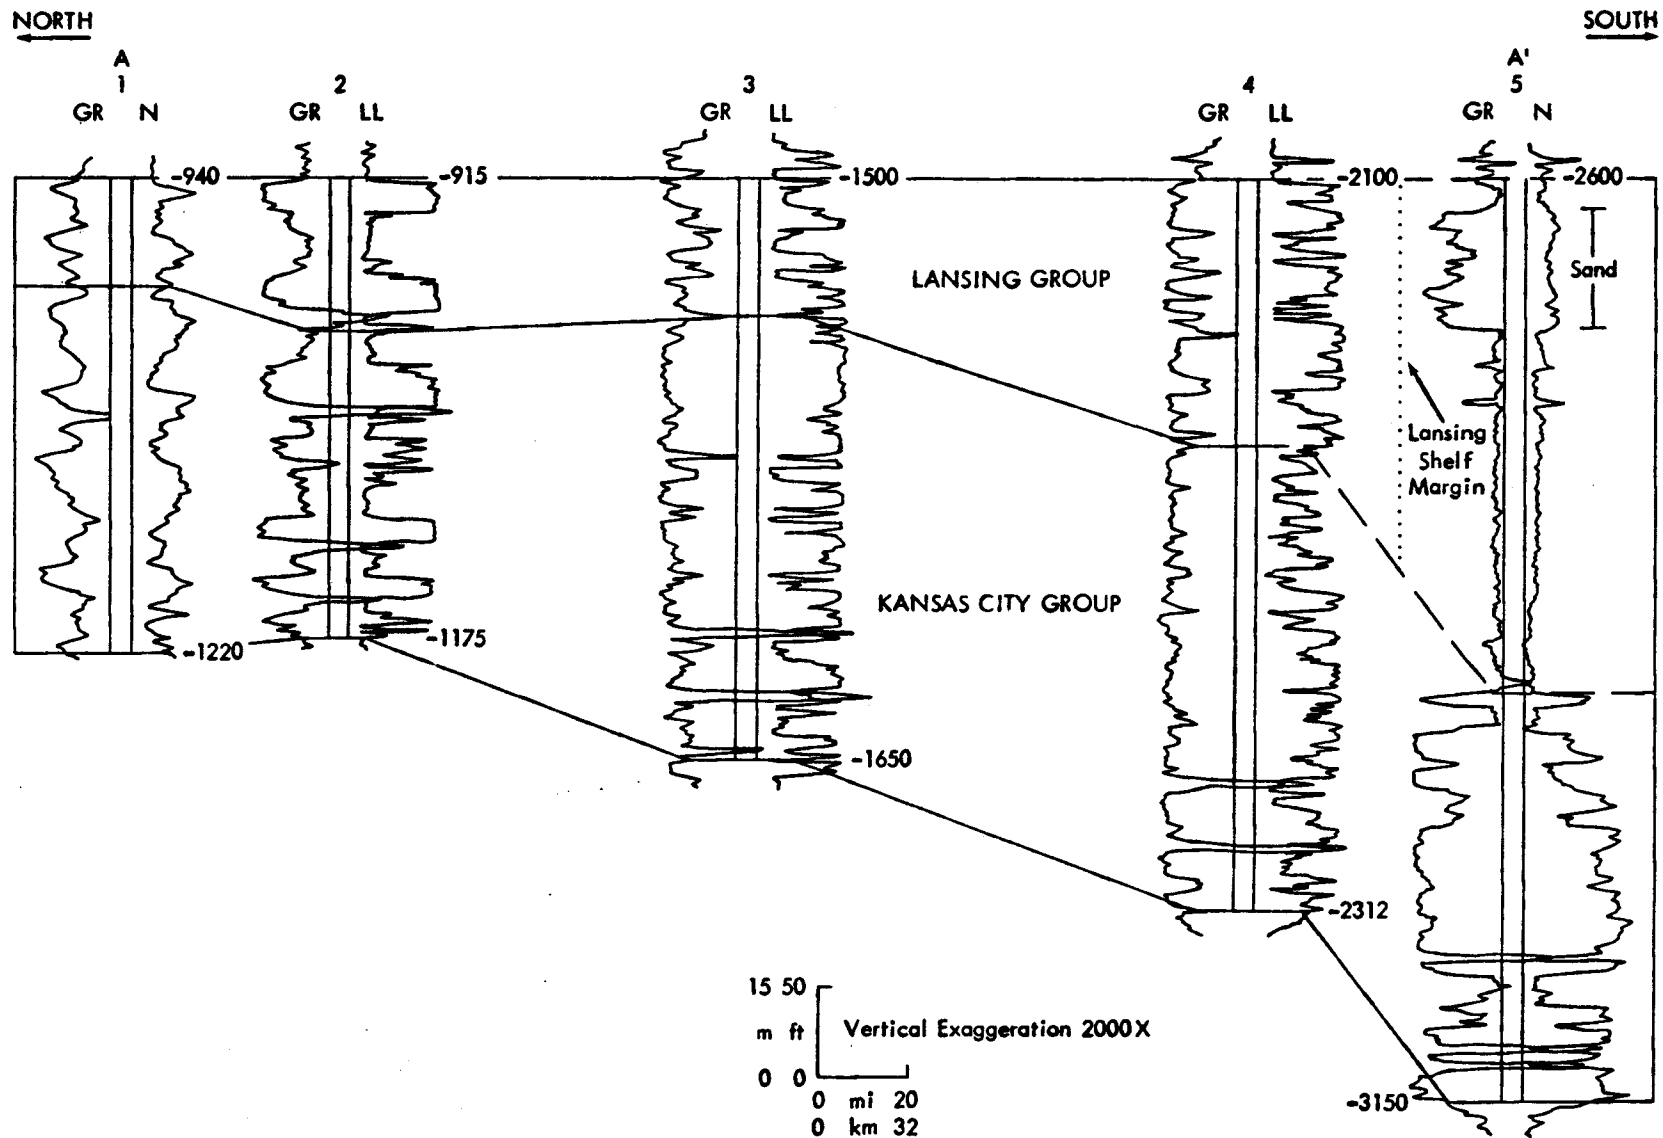 NORTH
SOUTH
A
A'
1
2
3
4
5
GR N
GR LL
GR LL
GR LL
GR N
-940
-915
-1500
-2100
-2600
LANSING GROUP
Sand
Lansing
Shelf
Margin
KANSAS CITY GROUP
-1220
-1175
-1650
-2312
-3150
15 50
m ft
0 0
Vertical Exaggeration 2000X
0 mi 20
0 km 32